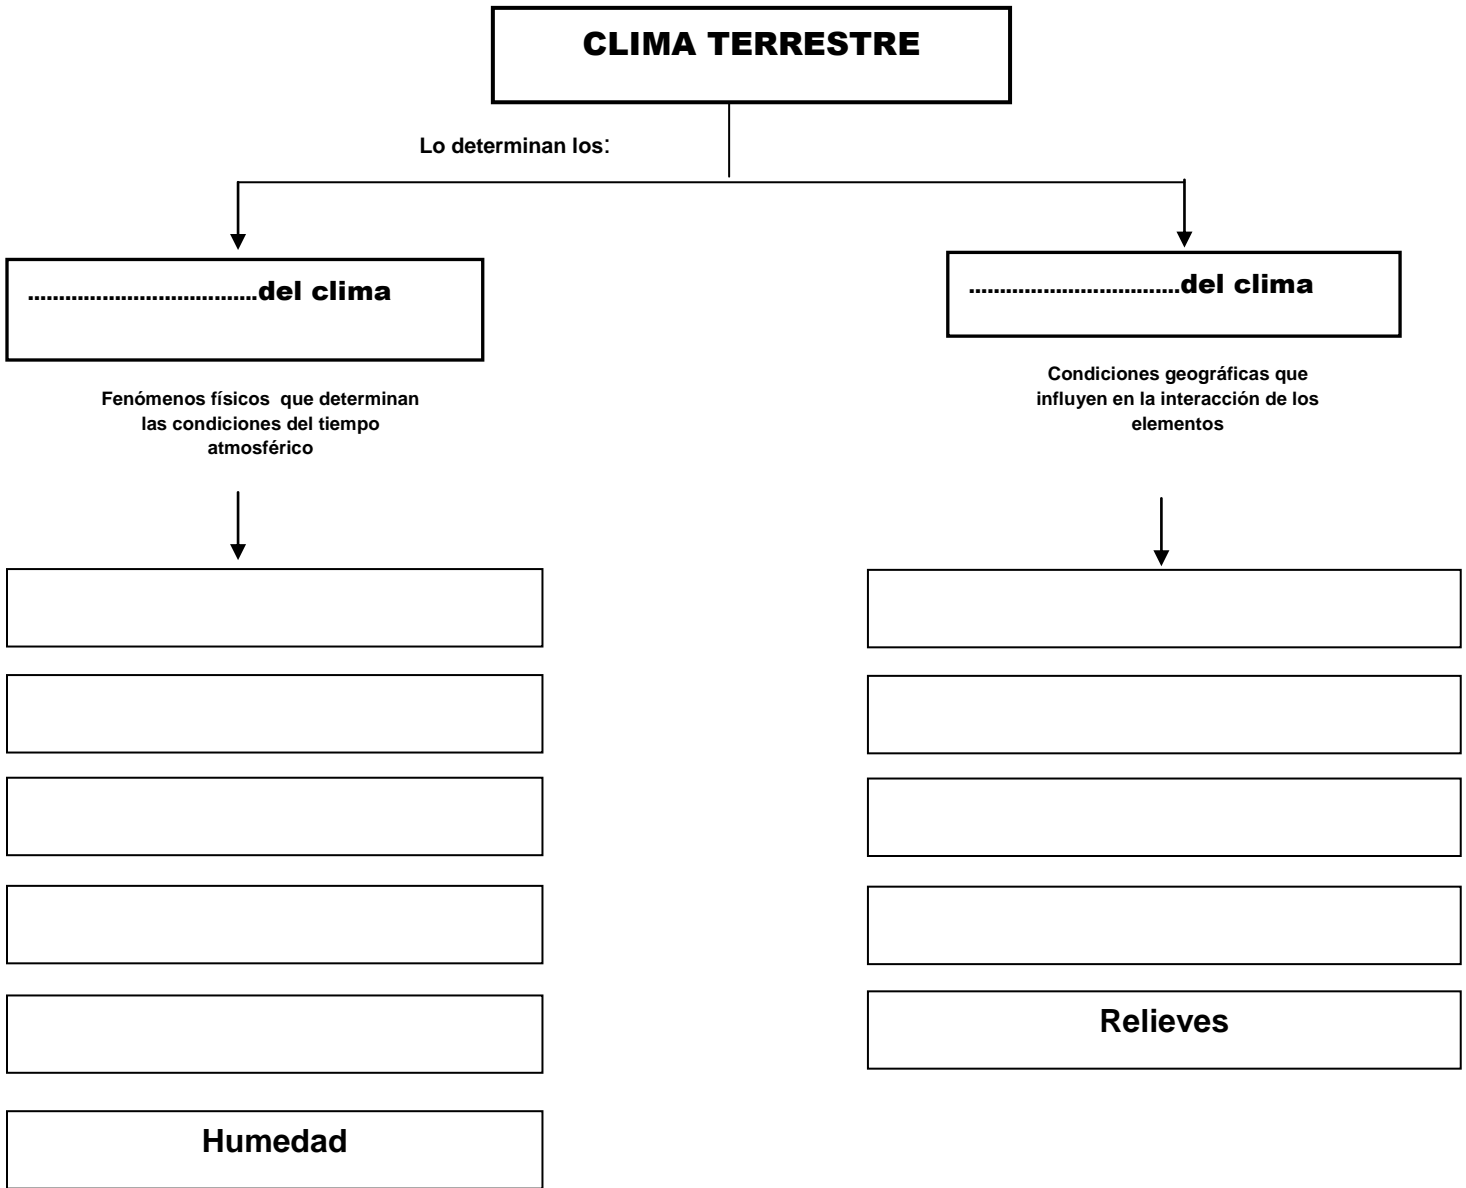 CLIMA TERRESTRE
Lo determinan los:
.....................................del clima
Fenómenos físicos que determinan
las condiciones del tiempo
atmosférico
Humedad
..................................del clima
Condiciones geográficas que
influyen en la interacción de los
elementos
Relieves